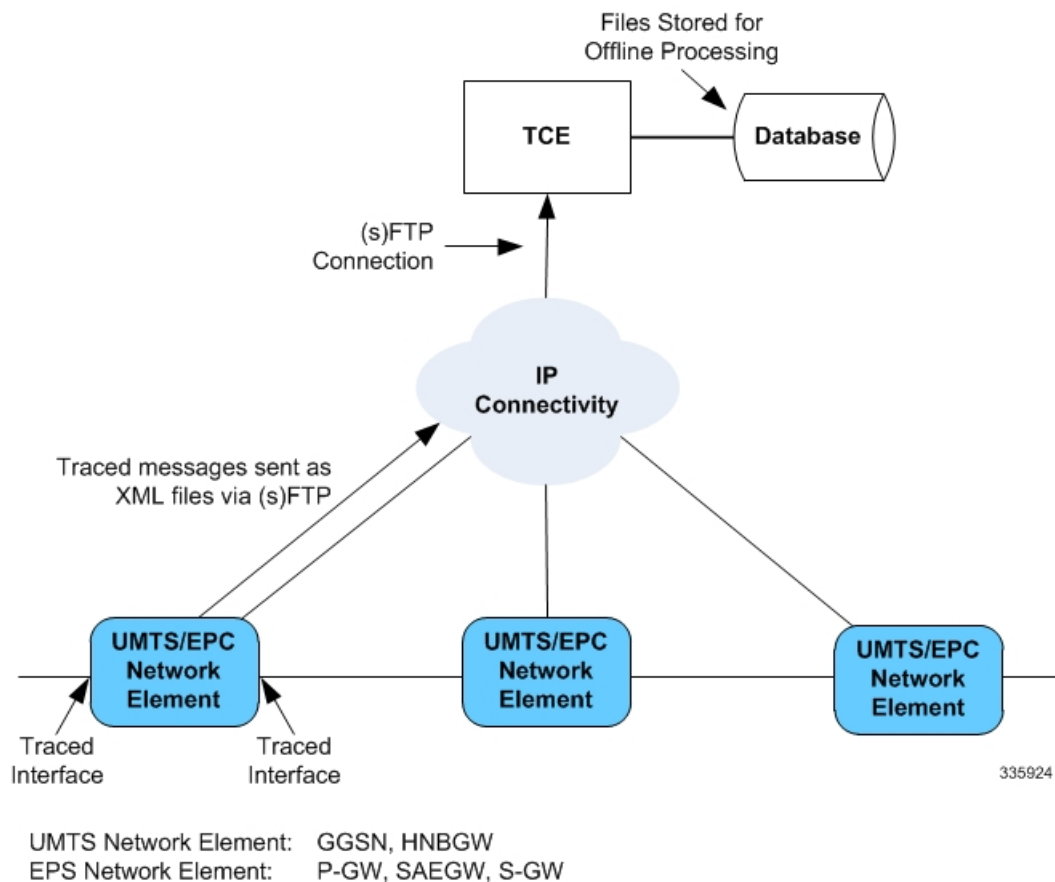 Files Stored for
Offline Processing
TCE
Database
(s)FTP
Connection
IP
Connectivity
Traced messages sent as
XML files via (s)FTP
UMTS/EPC
Network
Element
UMTS/EPC
Network
Element
UMTS/EPC
Network
Element
Traced
Interface
Traced
Interface
335924
UMTS Network Element: GGSN, HNBGW
EPS Network Element: P-GW, SAEGW, S-GW